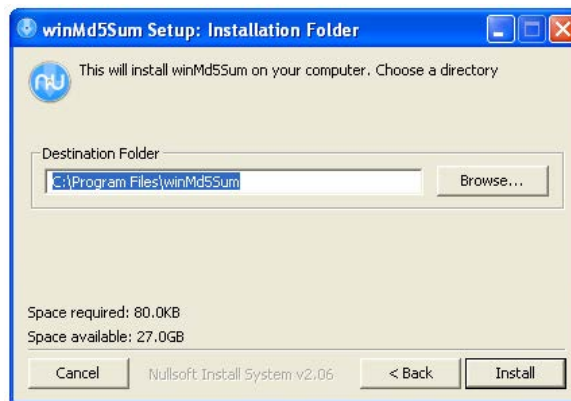 winMd5Sum Setup: Installation Folder
This will install winMd5Sum on your computer. Choose a directory
Destination Folder
C:\Program Files\winMd5Sum
Browse...
Space required: 80.0KB
Space available: 27.0GB
Cancel
Nullsoft Install System v2.06
< Back
Install